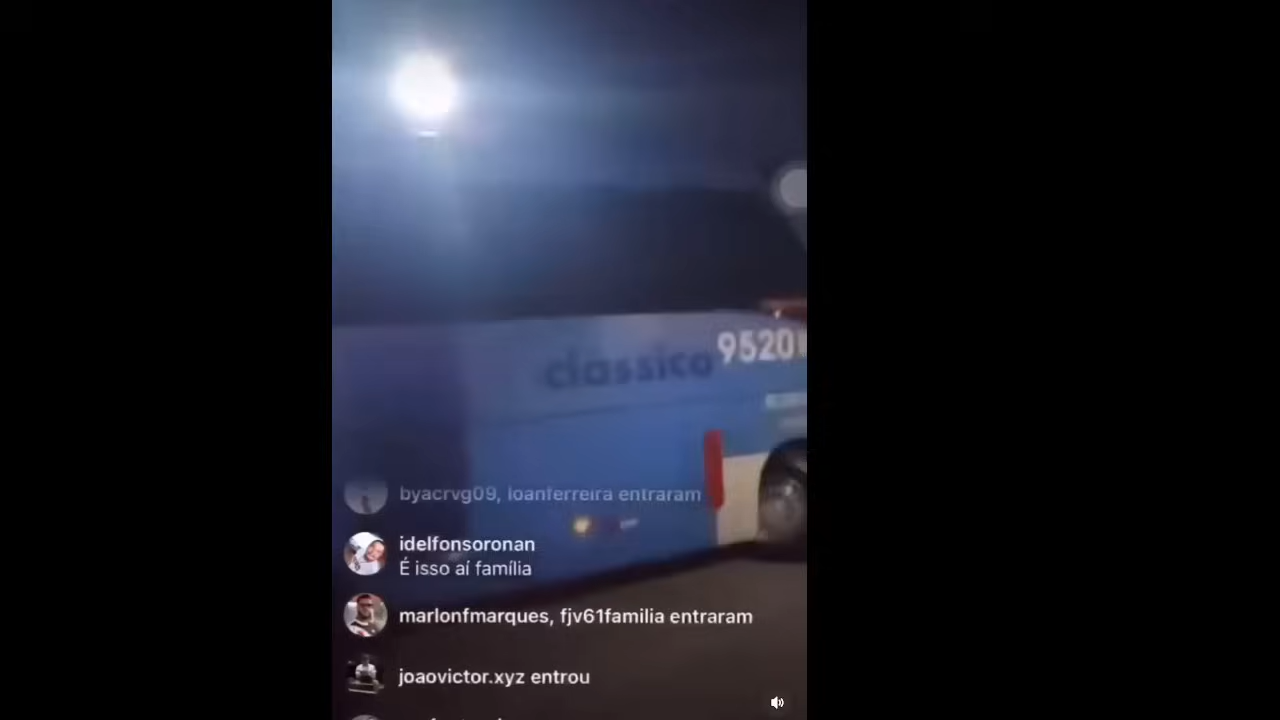 classico
9520
byacrvg09, loanferreira entraram
idelfonsoronan
É isso aí família
marlonfmarques, fjv61familia entraram
joaovictor.xyz entrou